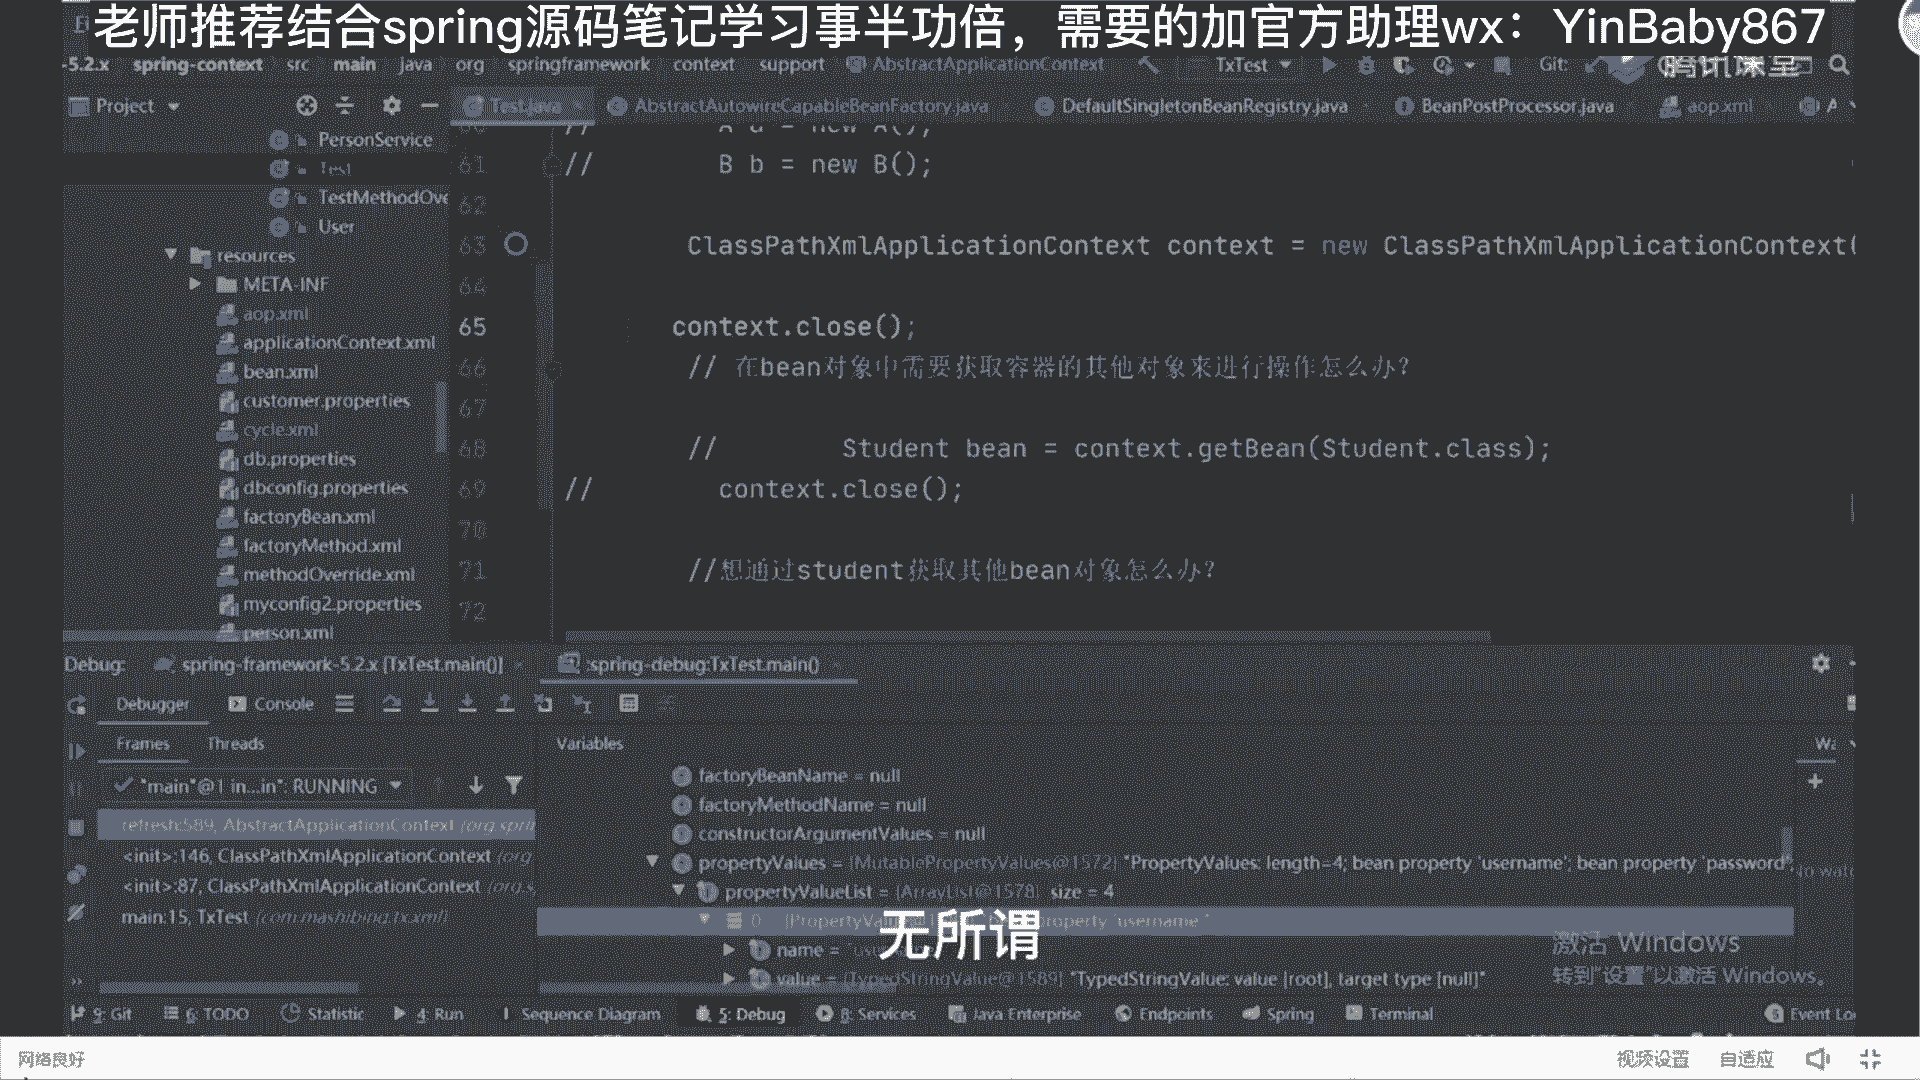 老师推荐结合spring源码笔记学习事半功倍，需要的加官方助理wx：YinBaby867
-5.2.x spring-context src main java org springframework context support AbstractApplicationContext TxTest Git: 腾讯课堂
Project Test.java AbstractAutowireCapableBeanFactory.java DefaultSingletonBeanRegistry.java BeanPostProcessor.java aop.xml A
PersonService
Test
TestMethodOve
User
resources
META-INF
aop.xml
applicationContext.xml
bean.xml
customer.properties
cycle.xml
db.properties
dbconfig.properties
factoryBean.xml
factoryMethod.xml
methodOverride.xml
myconfig2.properties
person.xml
60 // A a = new A();
61 // B b = new B();
62
63 ClassPathXmlApplicationContext context = new ClassPathXmlApplicationContext(
64
65 context.close();
66 // 在bean对象中需要获取容器的其他对象来进行操作怎么办?
67
68 // Student bean = context.getBean(Student.class);
69 // context.close();
70
71 //想通过student获取其他bean对象怎么办?
72
Debug: spring-framework-5.2.x [TxTest.main()] :spring-debug:TxTest.main()
Debugger Console
Frames Threads
"main"@1 in...in": RUNNING
refresh:589, AbstractApplicationContext (org.sprin
<init>:146, ClassPathXmlApplicationContext (org
<init>:87, ClassPathXmlApplicationContext (org.s
main:15, TxTest (com.mashibing.tx.xml)
Variables
factoryBeanName = null
factoryMethodName = null
constructorArgumentValues = null
propertyValues = {MutablePropertyValues@1572} "PropertyValues: length=4; bean property 'username'; bean property 'password';
propertyValueList = {ArrayList@1578} size = 4
0 property 'username'
name =
value = {TypedStringValue@1589} "TypedStringValue: value [root], target type [null]"
无所谓
激活 Windows
转到"设置"以激活 Windows。
9: Git 6: TODO Statistic 4: Run Sequence Diagram 5: Debug 8: Services Java Enterprise Endpoints Spring Terminal Event Lo
网络良好 视频设置 自适应